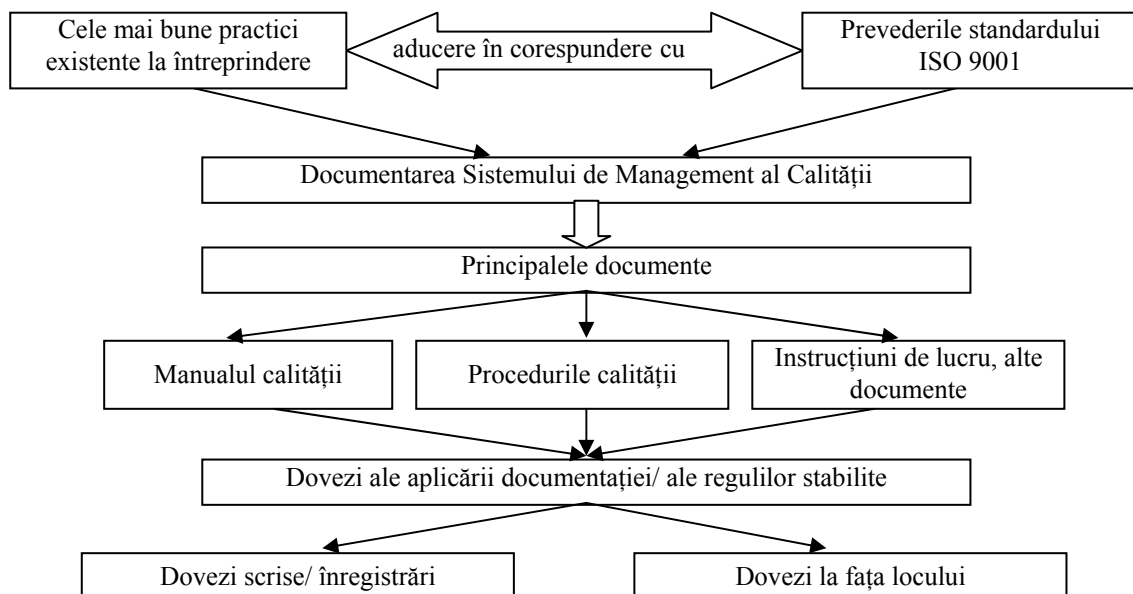 Cele mai bune practici
existente la întreprindere
aducere în corespundere cu
Prevederile standardului
ISO 9001
Documentarea Sistemului de Management al Calității
Principalele documente
Manualul calității
Procedurile calității
Instrucțiuni de lucru, alte
documente
Dovezi ale aplicării documentației/ ale regulilor stabilite
Dovezi scrise/ înregistrări
Dovezi la fața locului